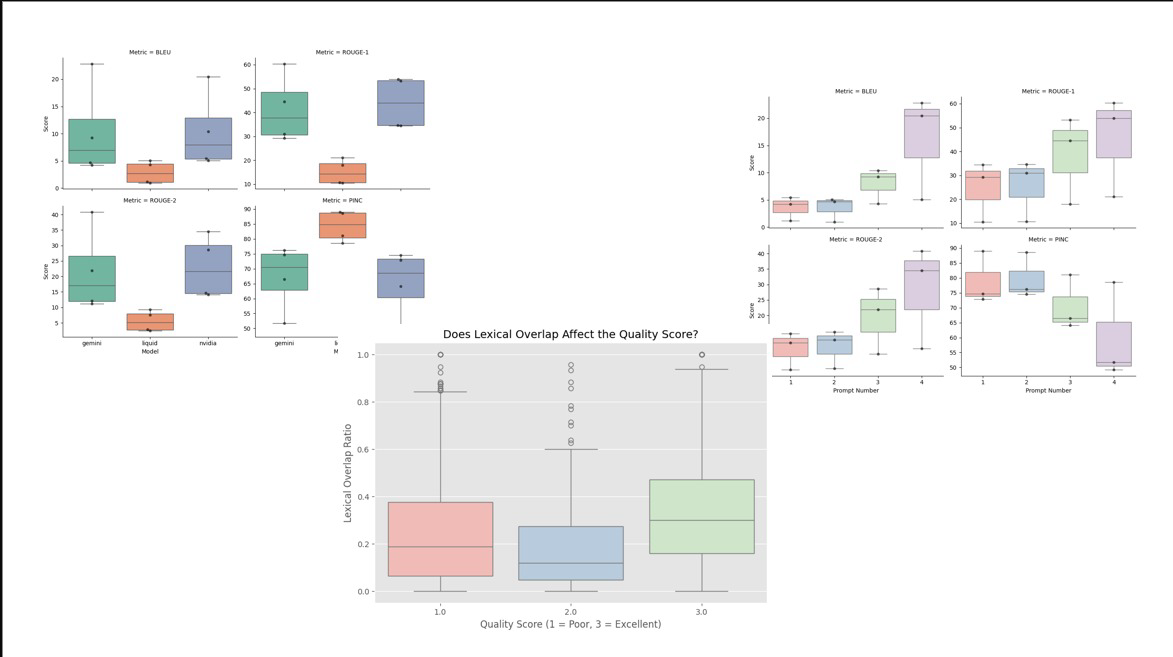 Metric = BLEU
Metric = ROUGE-1
Score
20
15
10
5
0
60
50
40
30
20
10
Metric = ROUGE-2
Metric = PINC
Score
40
35
30
25
20
15
10
5
90
85
80
75
70
65
60
55
50
gemini
liquid
nvidia
Model
gemini
li
M
Metric = BLEU
Metric = ROUGE-1
Score
20
15
10
5
0
60
50
40
30
20
10
Metric = ROUGE-2
Metric = PINC
Score
40
35
30
25
20
90
85
80
75
70
65
60
55
50
1
2
3
4
Prompt Number
1
2
3
4
Prompt Number
Does Lexical Overlap Affect the Quality Score?
Lexical Overlap Ratio
1.0
0.8
0.6
0.4
0.2
0.0
1.0
2.0
3.0
Quality Score (1 = Poor, 3 = Excellent)